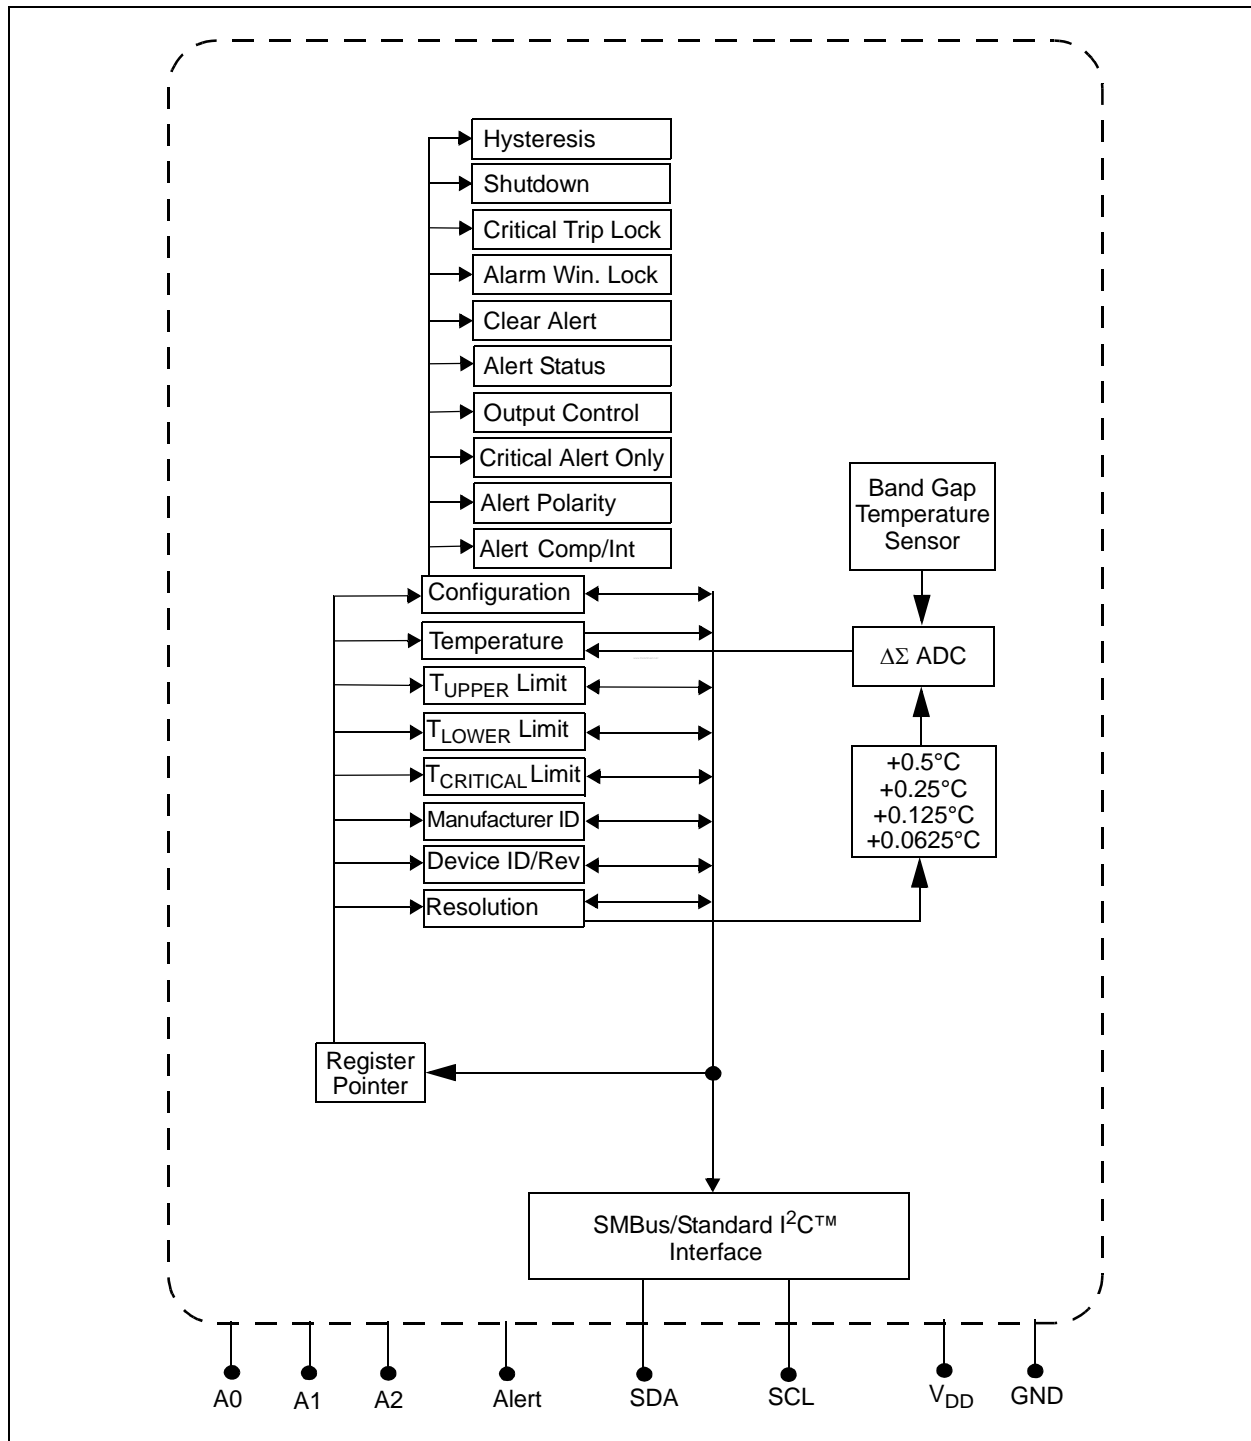 Hysteresis
Shutdown
Critical Trip Lock
Alarm Win. Lock
Clear Alert
Alert Status
Output Control
Critical Alert Only
Alert Polarity
Alert Comp/Int
Configuration
Temperature
TUPPER Limit
TLOWER Limit
TCRITICAL Limit
Manufacturer ID
Device ID/Rev
Resolution
Band Gap
Temperature
Sensor
ΔΣ ADC
+0.5°C
+0.25°C
+0.125°C
+0.0625°C
Register
Pointer
SMBus/Standard I²C™
Interface
A0
A1
A2
Alert
SDA
SCL
VDD
GND